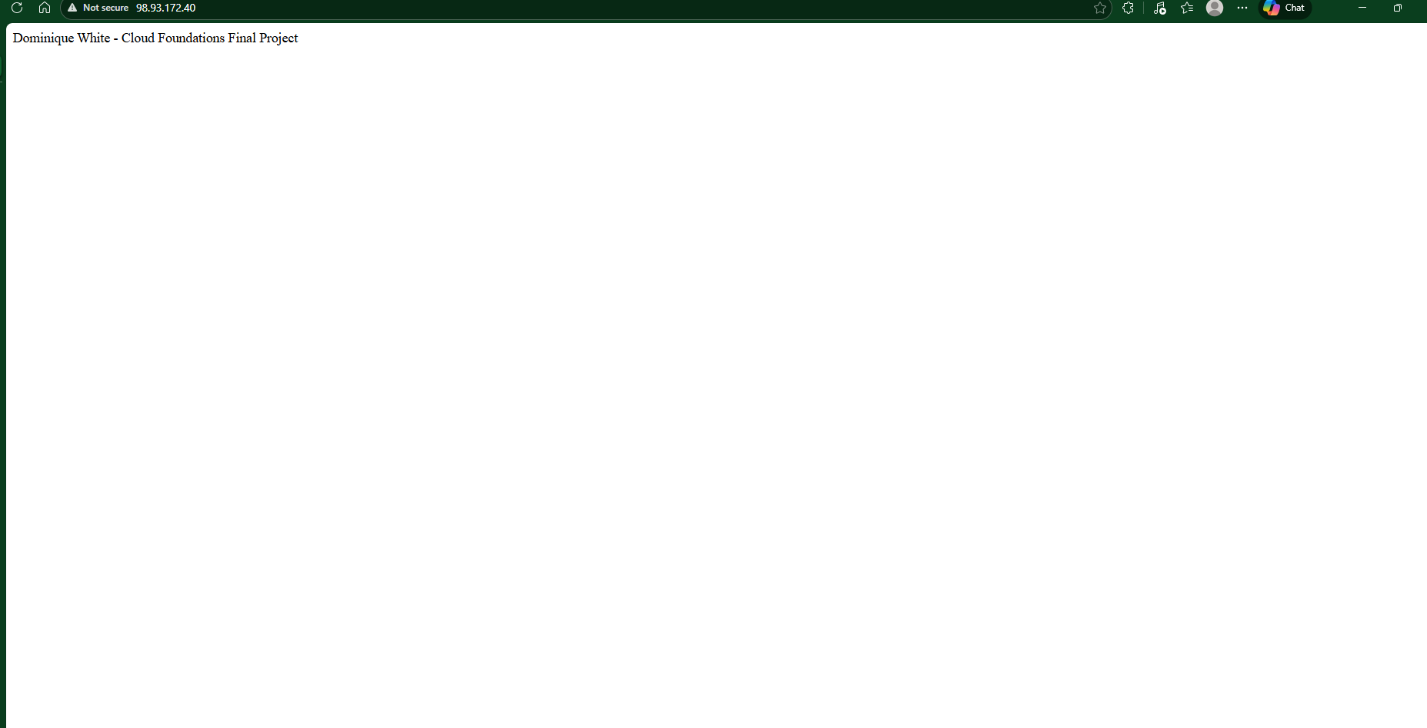 Not secure 98.93.172.40
Chat
Dominique White - Cloud Foundations Final Project